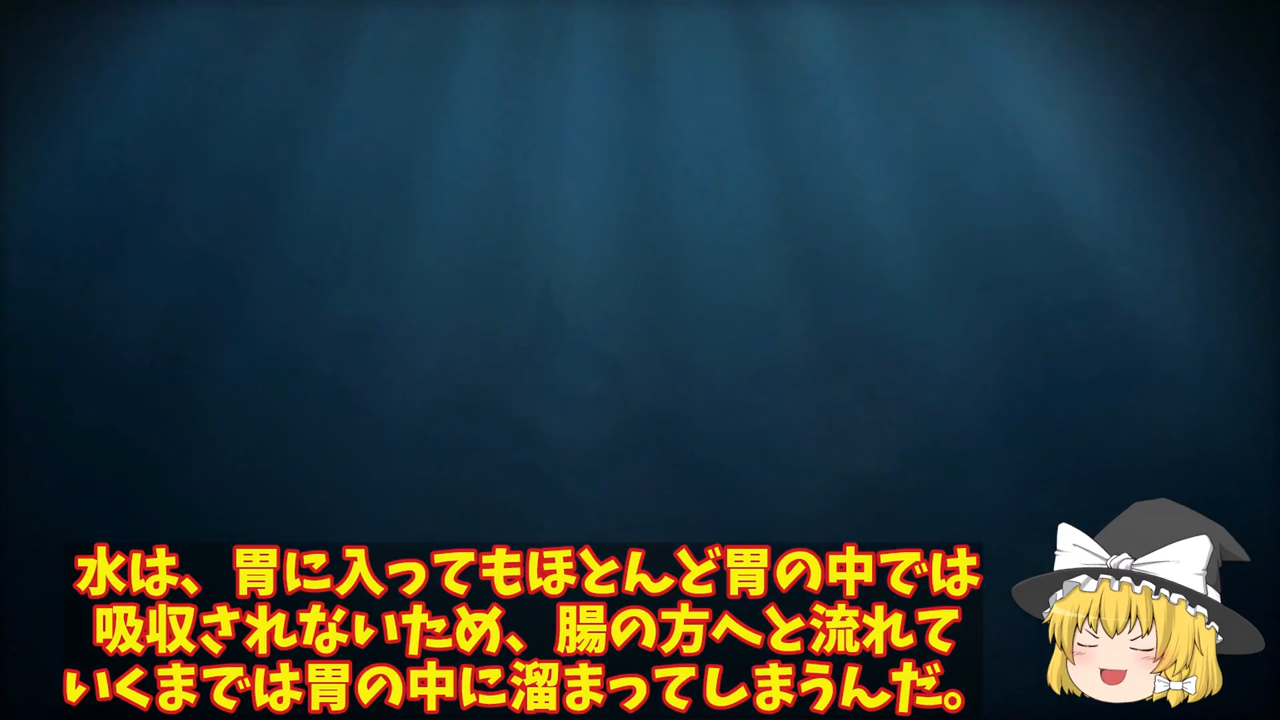 水は、胃に入ってもほとんど胃の中では
吸収されないため、腸の方へと流れて
いくまでは胃の中に溜まってしまうんだ。